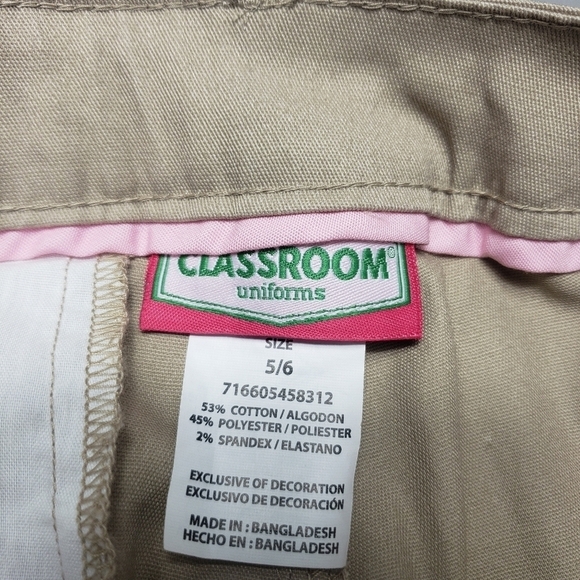 CLASSROOM®
uniforms
SIZE
5/6
716605458312
53% COTTON / ALGODON
45% POLYESTER / POLIESTER
2% SPANDEX / ELASTANO
EXCLUSIVE OF DECORATION
EXCLUSIVO DE DECORACIÓN
MADE IN : BANGLADESH
HECHO EN : BANGLADESH